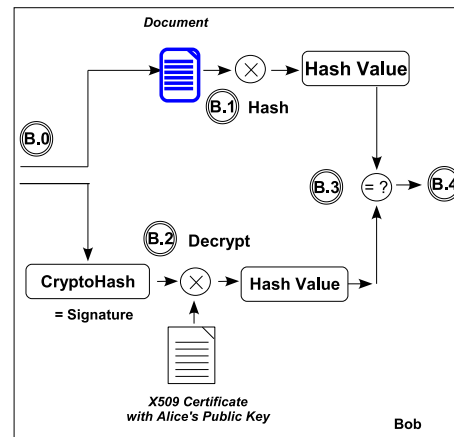 Document
Hash Value
B.1 Hash
B.0
B.3
= ?
B.4
B.2 Decrypt
CryptoHash
Hash Value
= Signature
X509 Certificate
with Alice's Public Key
Bob